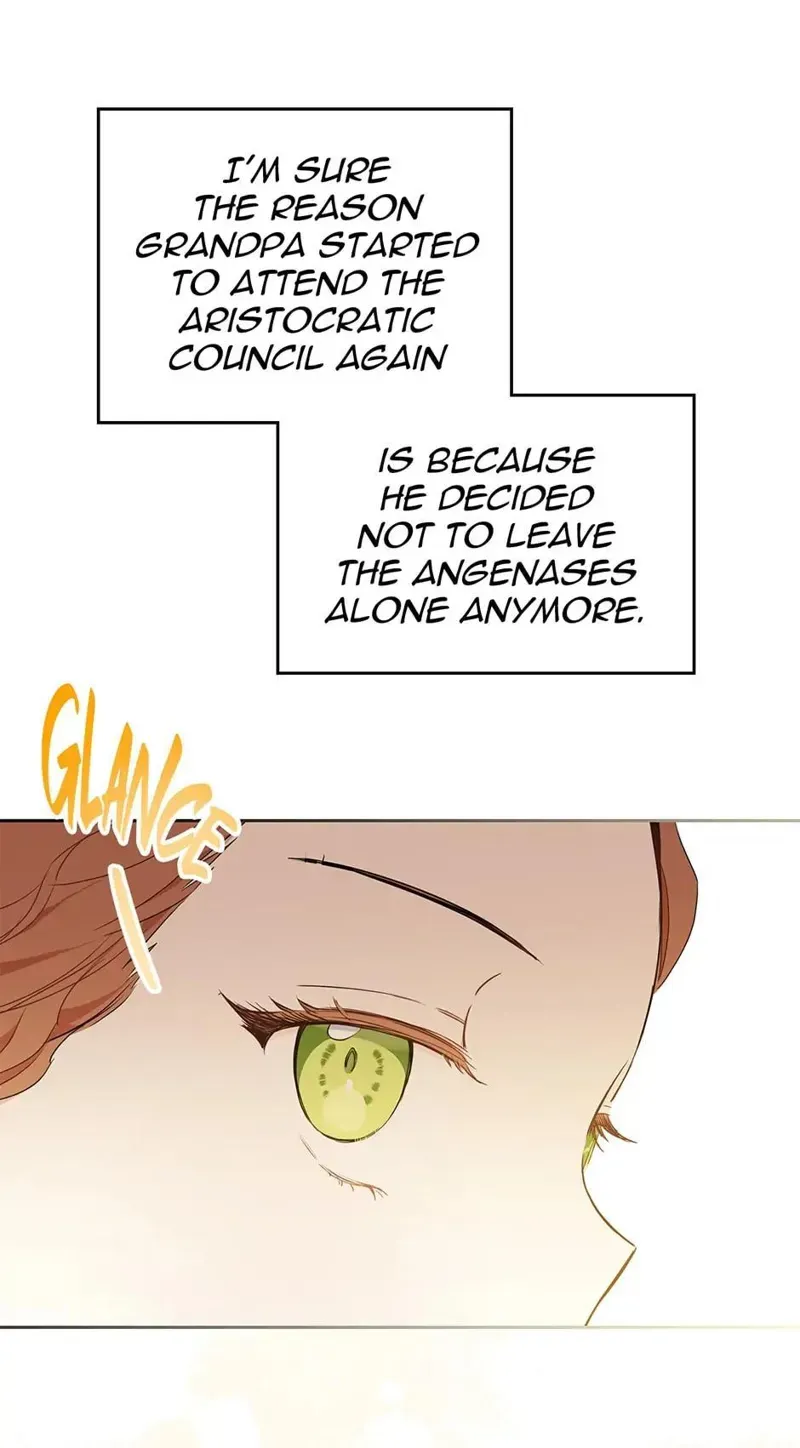 I'M SURE
THE REASON
GRANDPA STARTED
TO ATTEND THE
ARISTOCRATIC
COUNCIL AGAIN
IS BECAUSE
HE DECIDED
NOT TO LEAVE
THE ANGENASES
ALONE ANYMORE.
GLANCE